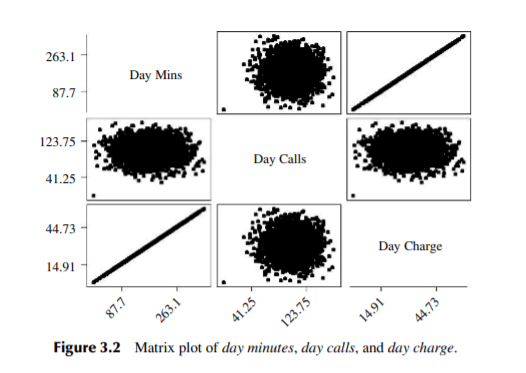 263.1
87.7
Day Mins
123.75
41.25
Day Calls
44.73
14.91
Day Charge
87.7 263.1 41.25 123.75 14.91 44.73
Figure 3.2 Matrix plot of day minutes, day calls, and day charge.